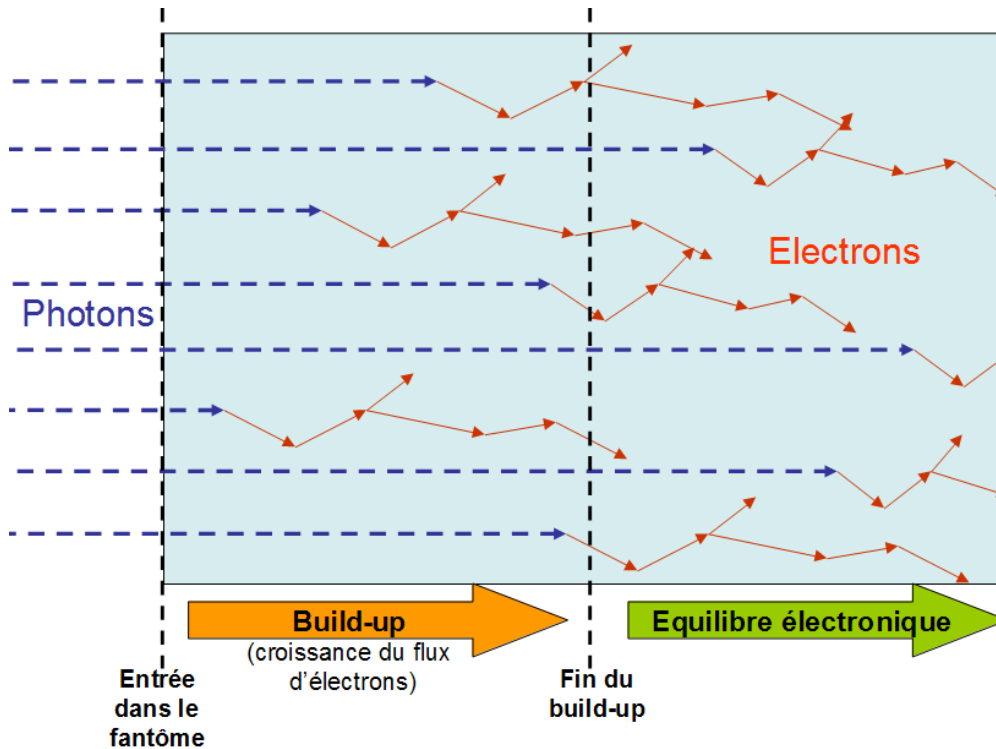 Electrons
Photons
Build-up
(croissance du flux
d'électrons)
Equilibre électronique
Entrée
dans le
fantôme
Fin du
build-up